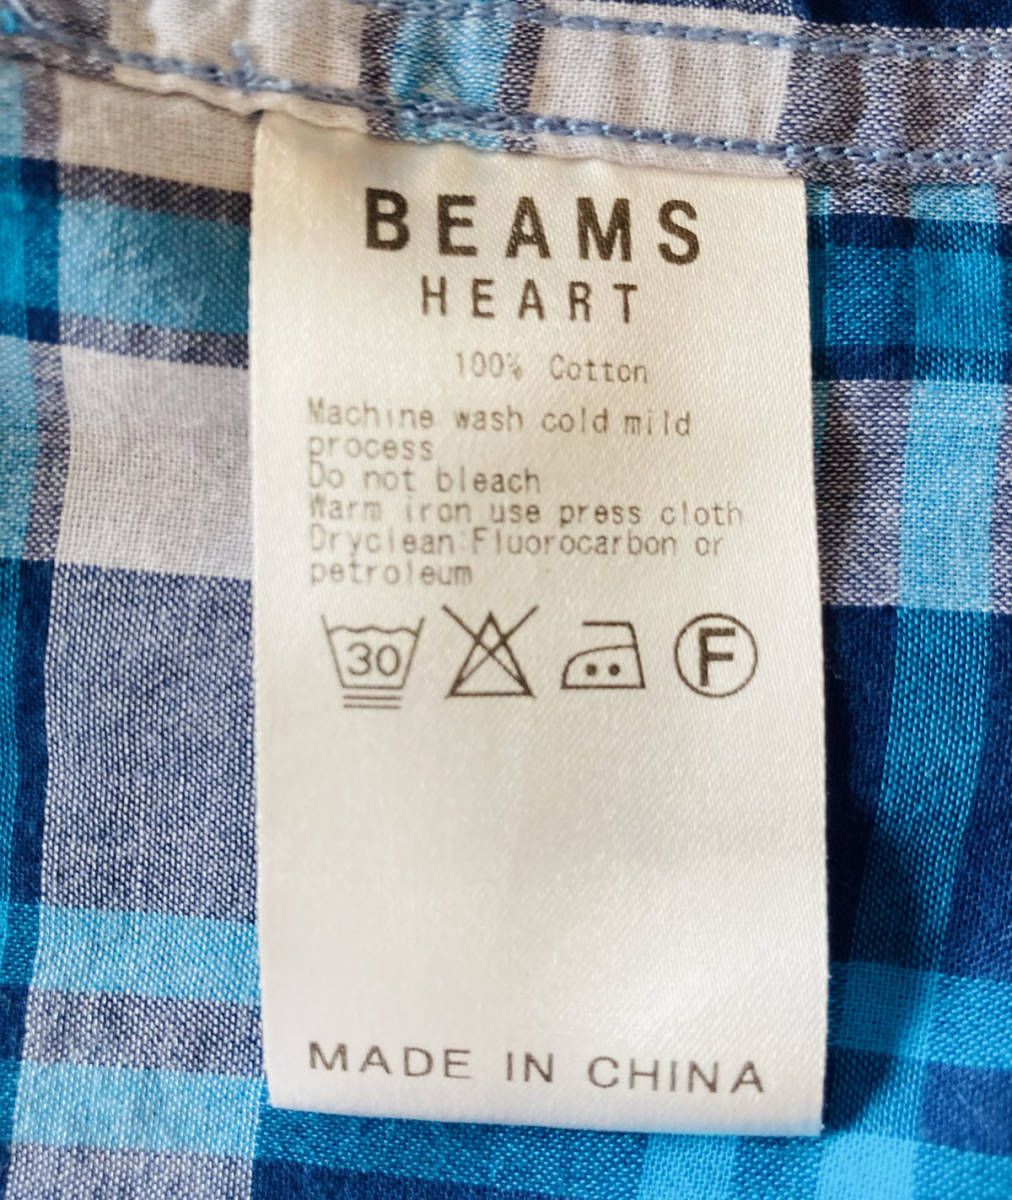 BEAMS
HEART
100% Cotton
Machine wash cold mild
process
Do not bleach
Warm iron use press cloth
Dryclean Fluorocarbon or
petroleum
30 F
MADE IN CHINA